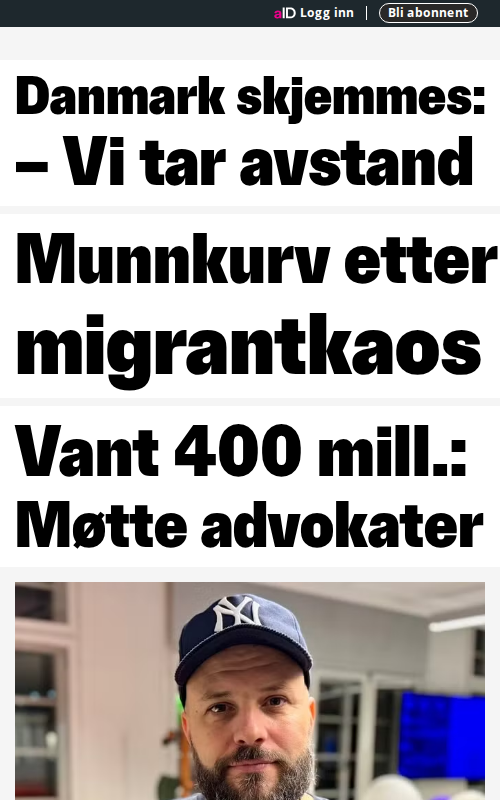 aID Logg inn | Bli abonnent
Danmark skjemmes:
– Vi tar avstand
Munnkurv etter
migrantkaos
Vant 400 mill.:
Møtte advokater
NY